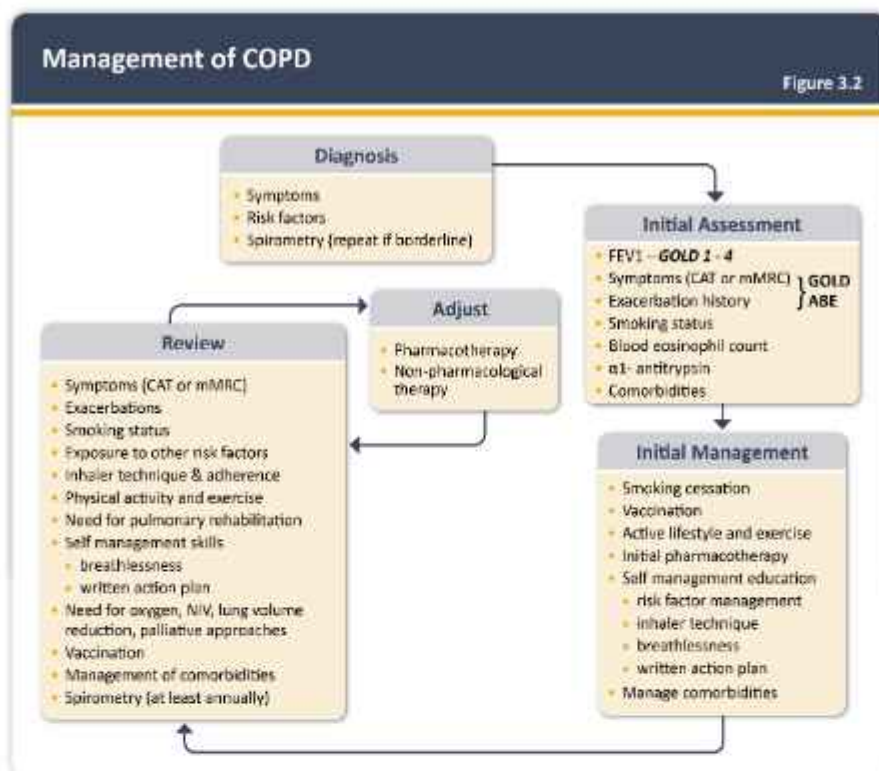 Management of COPD
Figure 3.2
Diagnosis
• Symptoms
• Risk factors
• Spirometry (repeat if borderline)
Initial Assessment
• FEV1 – GOLD 1 - 4
• Symptoms (CAT or mMRC) } GOLD
• Exacerbation history ABE
• Smoking status
• Blood eosinophil count
• α1- antitrypsin
• Comorbidities
Adjust
• Pharmacotherapy
• Non-pharmacological
therapy
Review
• Symptoms (CAT or mMRC)
• Exacerbations
• Smoking status
• Exposure to other risk factors
• Inhaler technique & adherence
• Physical activity and exercise
• Need for pulmonary rehabilitation
• Self management skills
• breathlessness
• written action plan
• Need for oxygen, NIV, lung volume
reduction, palliative approaches
• Vaccination
• Management of comorbidities
• Spirometry (at least annually)
Initial Management
• Smoking cessation
• Vaccination
• Active lifestyle and exercise
• Initial pharmacotherapy
• Self management education
• risk factor management
• inhaler technique
• breathlessness
• written action plan
• Manage comorbidities